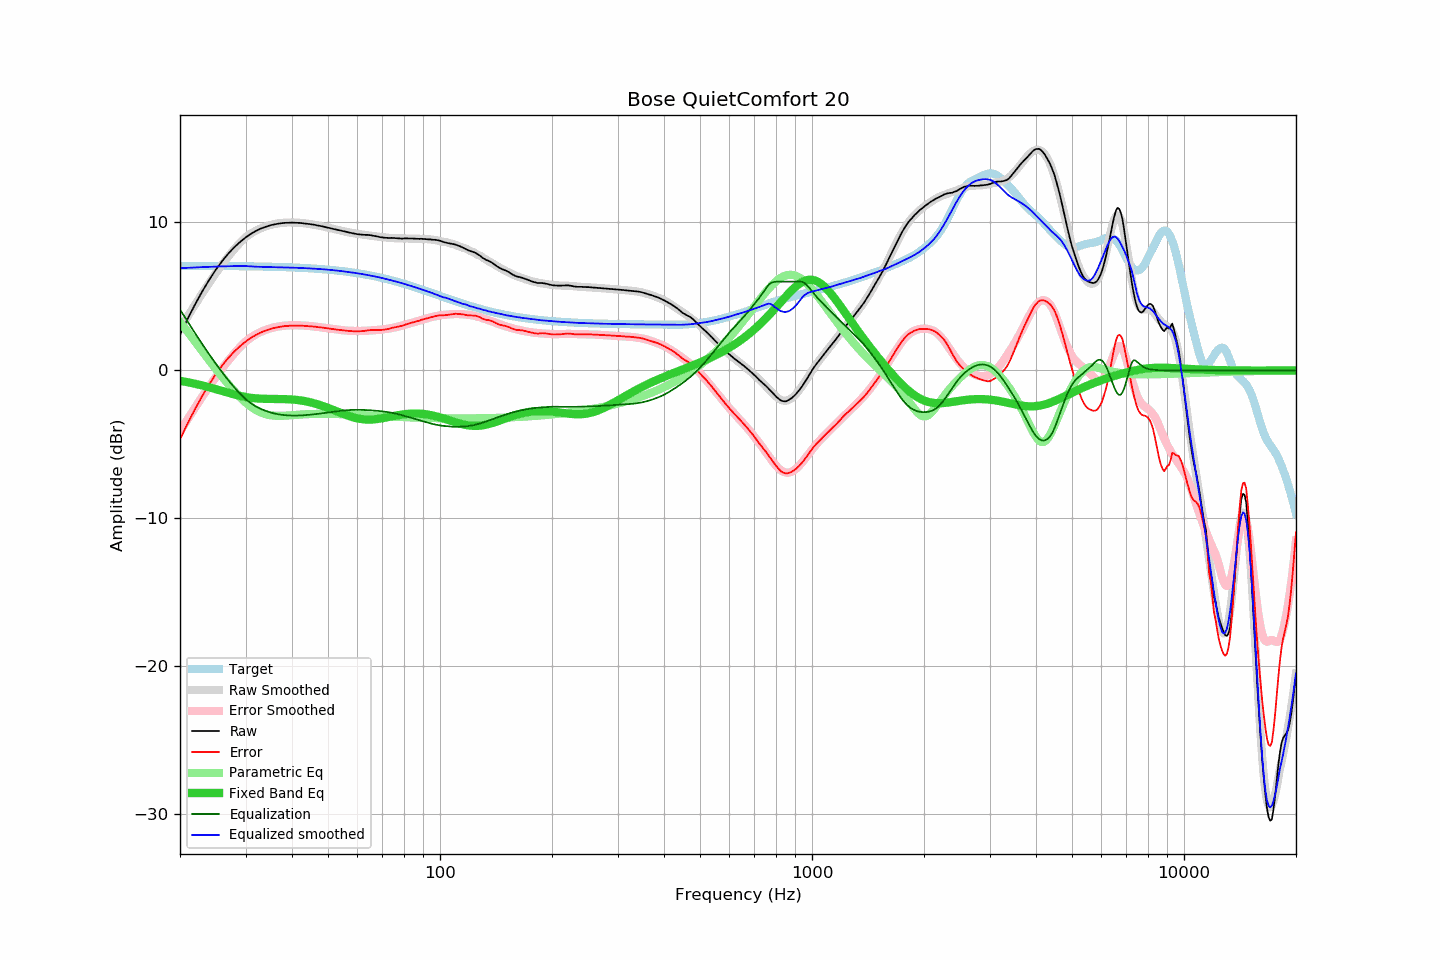 Bose QuietComfort 20
Amplitude (dBr)
10
0
−10
−20
−30
Target
Raw Smoothed
Error Smoothed
Raw
Error
Parametric Eq
Fixed Band Eq
Equalization
Equalized smoothed
100
1000
10000
Frequency (Hz)